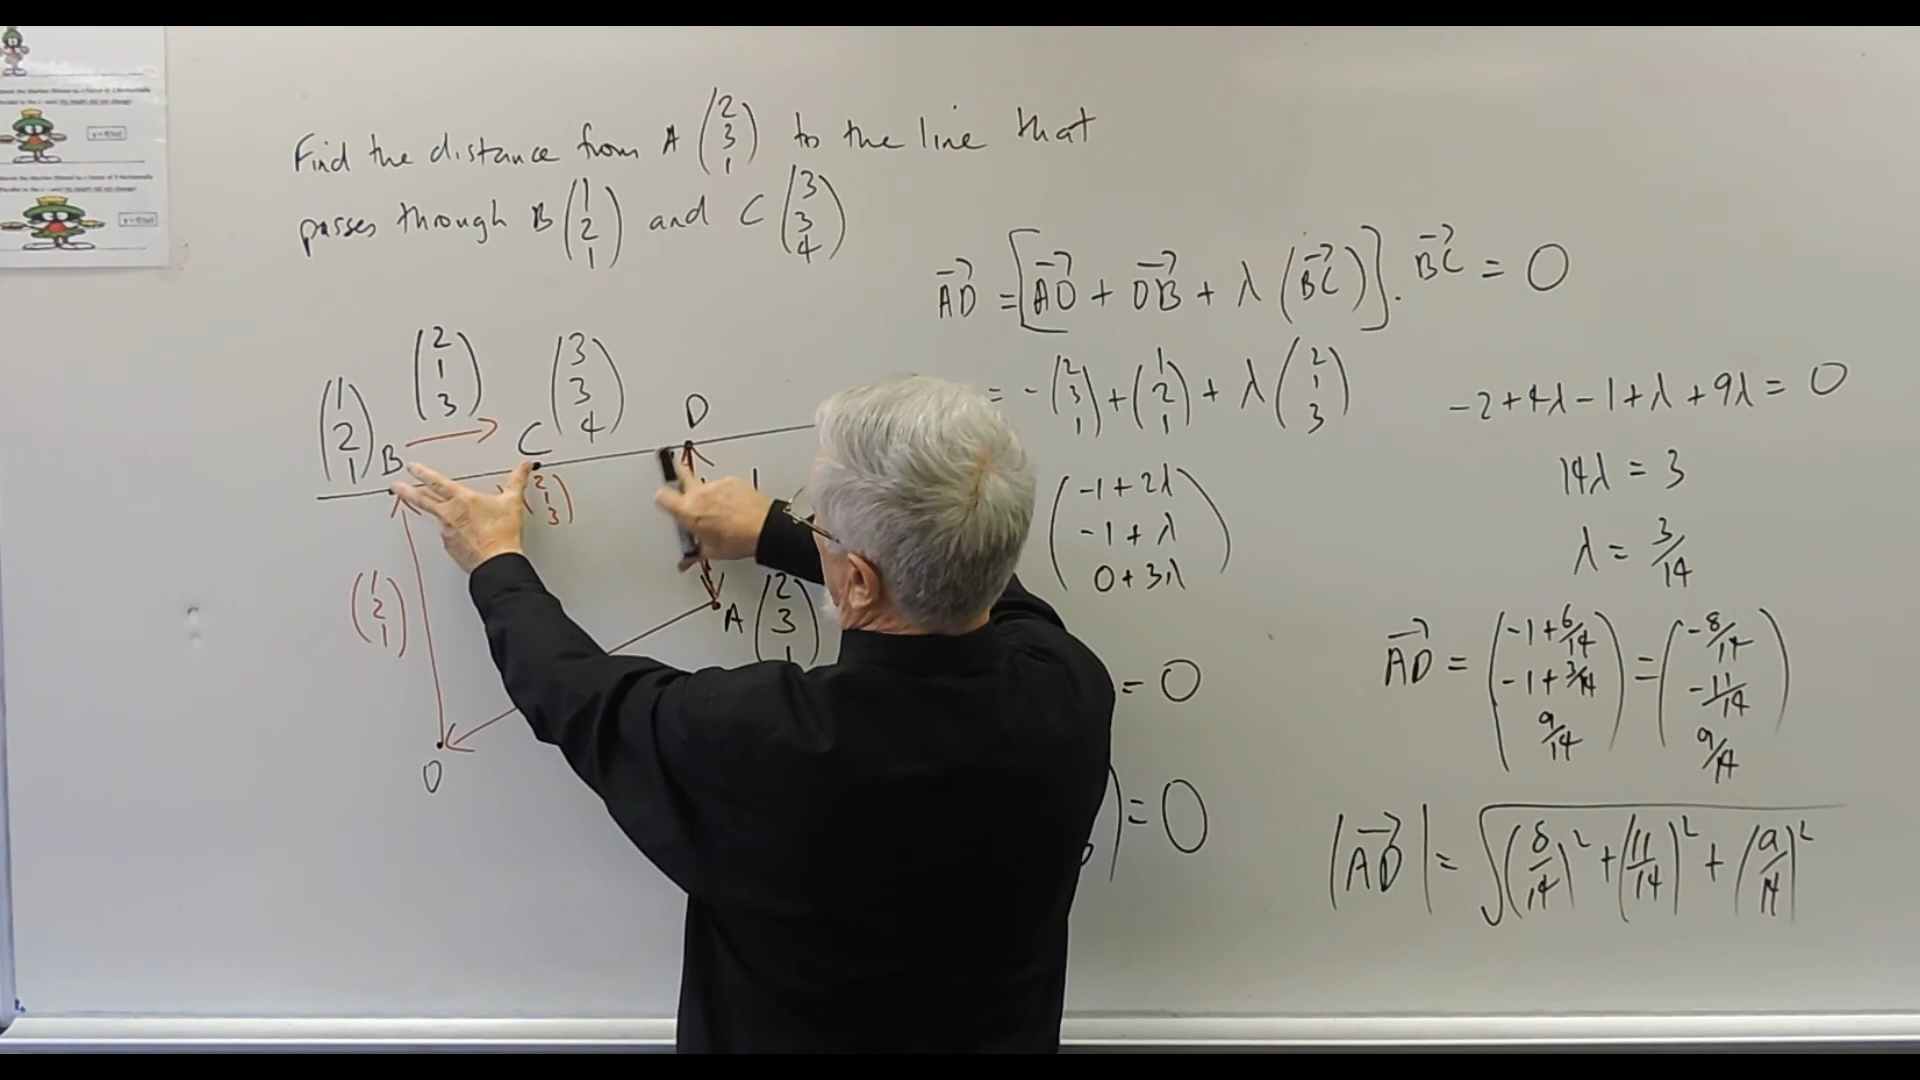 Find the distance from A (2 3 1) to the line that
passes through B (1 2 1) and C (3 3 4)
AD = [AO + OB + λ (BC)] . BC = 0
= -(2 3 1) + (1 2 1) + λ (2 1 3)
(-1 + 2λ
-1 + λ
0 + 3λ)
= 0
) = 0
-2 + 4λ - 1 + λ + 9λ = 0
14λ = 3
λ = 3/14
AD = (-1 + 6/14 -1 + 3/14 9/14) = (-8/14 -11/14 9/14)
|AD| = √(8/14)² + (11/14)² + (9/14)²
(1 2 1) B
(2 1 3)
C (3 3 4)
D
(2 1 3)
(1 2 1)
A (2 3 1
O